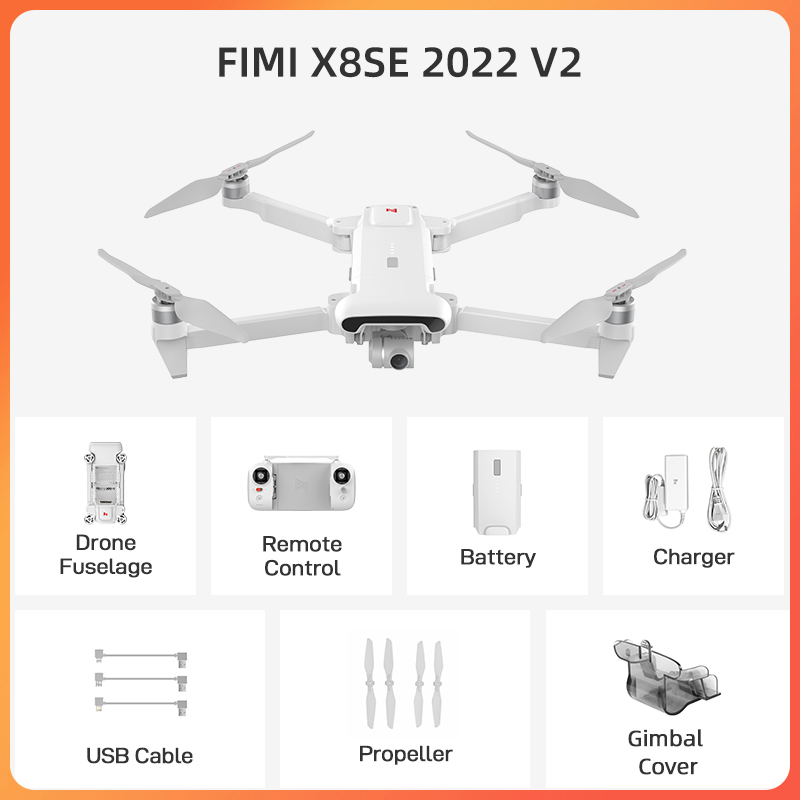 FIMI X8SE 2022 V2
Drone
Fuselage
Remote
Control
Battery
Charger
USB Cable
Propeller
Gimbal
Cover